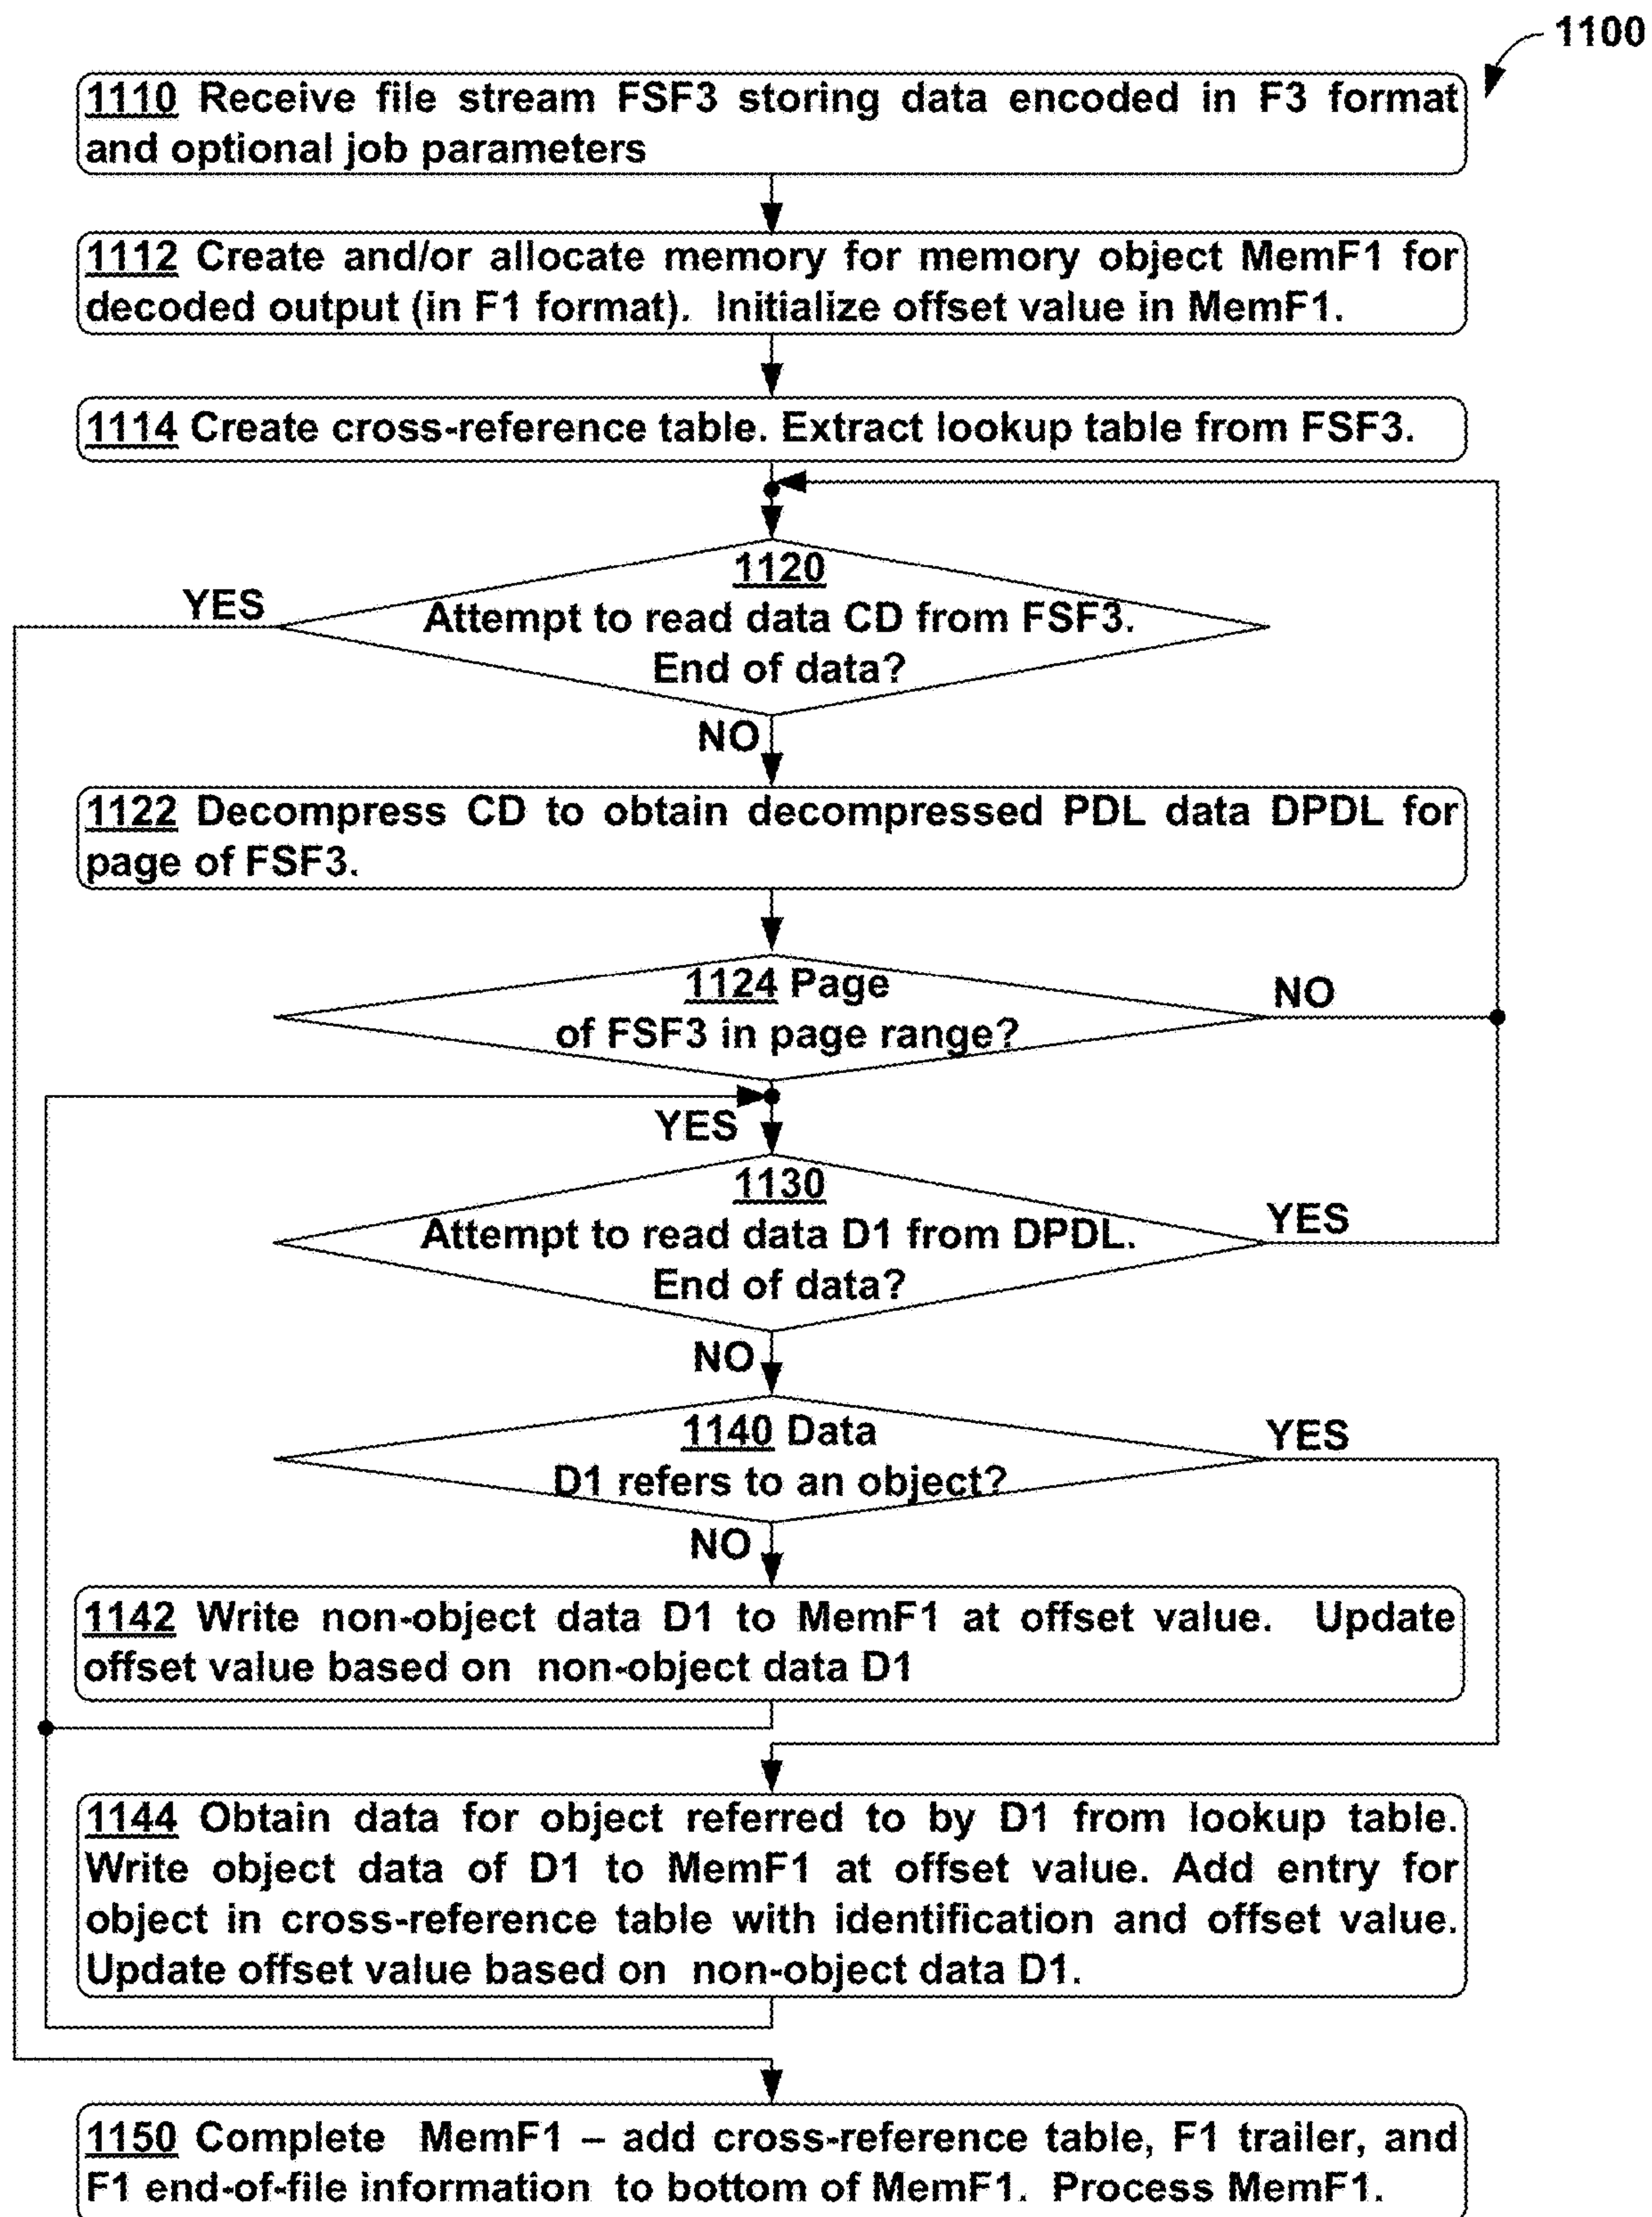 1100
1110 Receive file stream FSF3 storing data encoded in F3 format
and optional job parameters
1112 Create and/or allocate memory for memory object MemF1 for
decoded output (in F1 format). Initialize offset value in MemF1.
1114 Create cross-reference table. Extract lookup table from FSF3.
1120
YES
Attempt to read data CD from FSF3.
End of data?
NO
1122 Decompress CD to obtain decompressed PDL data DPDL for
page of FSF3.
1124 Page
NO
of FSF3 in page range?
YES
1130
Attempt to read data D1 from DPDL.
YES
End of data?
NO
1140 Data
YES
D1 refers to an object?
NO
1142 Write non-object data D1 to MemF1 at offset value. Update
offset value based on non-object data D1
1144 Obtain data for object referred to by D1 from lookup table.
Write object data of D1 to MemF1 at offset value. Add entry for
object in cross-reference table with identification and offset value.
Update offset value based on non-object data D1.
1150 Complete MemF1 – add cross-reference table, F1 trailer, and
F1 end-of-file information to bottom of MemF1. Process MemF1.